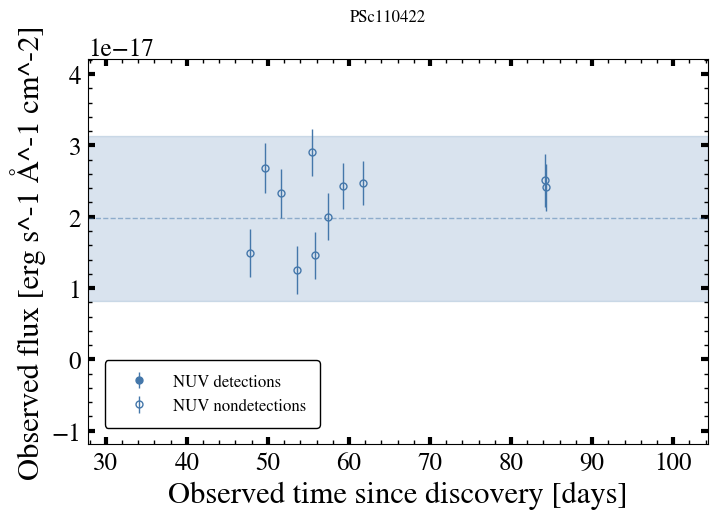 PSc110422
1e−17
Observed flux [erg s^-1 Å^-1 cm^-2]
4
3
2
1
0
−1
NUV detections
NUV nondetections
30 40 50 60 70 80 90 100
Observed time since discovery [days]